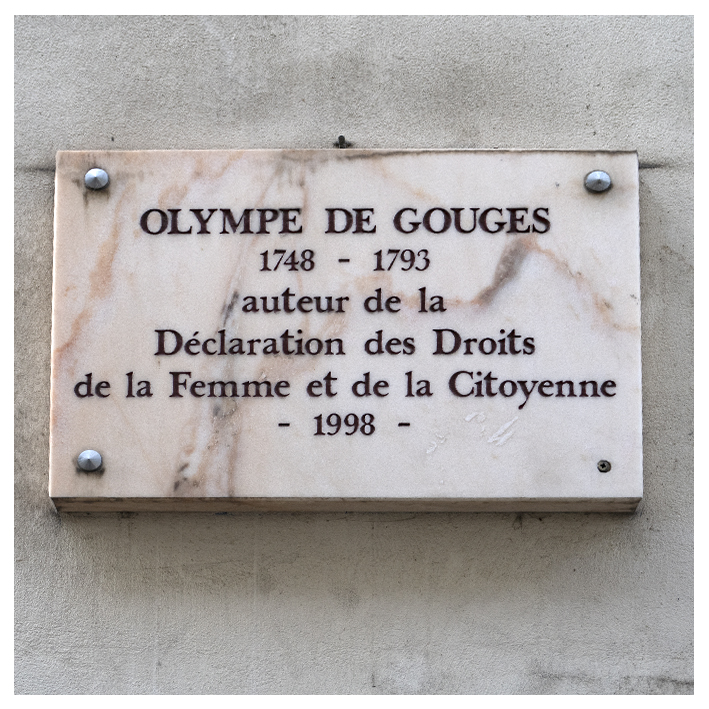 OLYMPE DE GOUGES
1748 - 1793
auteur de la
Déclaration des Droits
de la Femme et de la Citoyenne
- 1998 -